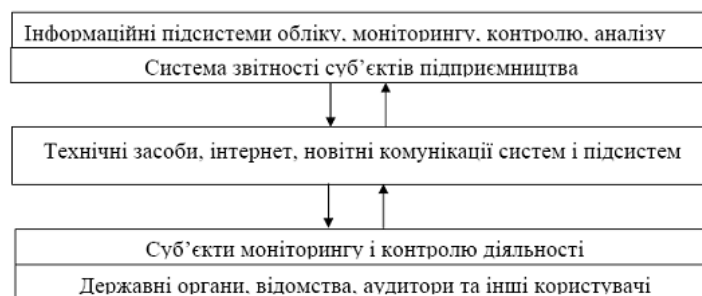 Інформаційні підсистеми обліку, моніторингу, контролю, аналізу
Система звітності суб’єктів підприємництва
Технічні засоби, інтернет, новітні комунікації систем і підсистем
Суб’єкти моніторингу і контролю діяльності
Державні органи, відомства, аудитори та інші користувачі